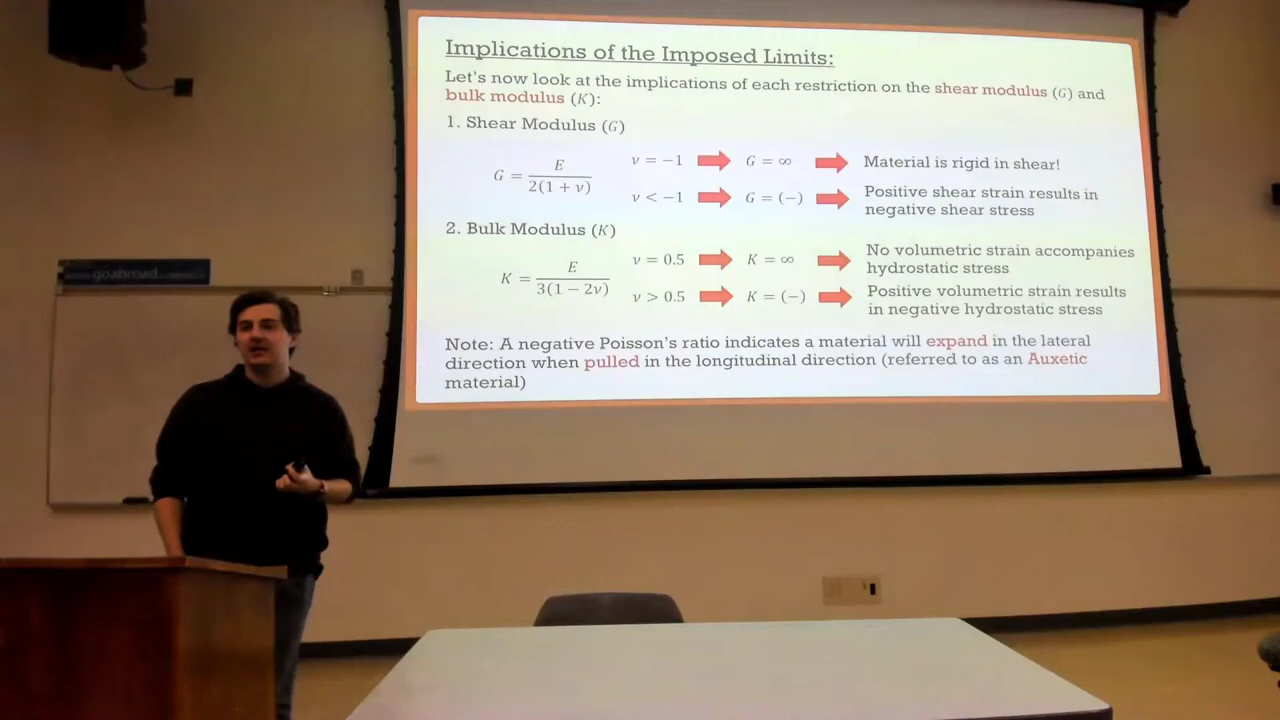 Implications of the Imposed Limits:
Let's now look at the implications of each restriction on the shear modulus (G) and
bulk modulus (K):
1. Shear Modulus (G)
G = E / 2(1 + ν)
ν = −1 G = ∞ Material is rigid in shear!
ν < −1 G = (−) Positive shear strain results in
negative shear stress
2. Bulk Modulus (K)
K = E / 3(1 − 2ν)
ν = 0.5 K = ∞ No volumetric strain accompanies
hydrostatic stress
ν > 0.5 K = (−) Positive volumetric strain results
in negative hydrostatic stress
Note: A negative Poisson's ratio indicates a material will expand in the lateral
direction when pulled in the longitudinal direction (referred to as an Auxetic
material)
goabroad